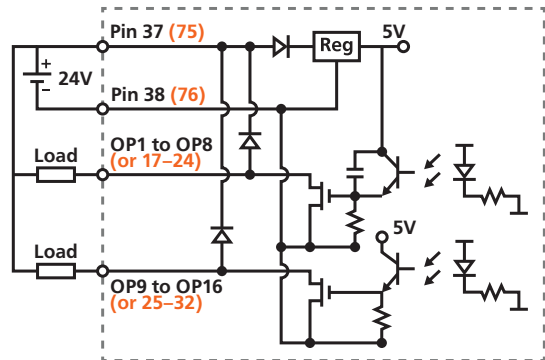 Pin 37 (75)
Reg
5V
+
24V
−
Pin 38 (76)
OP1 to OP8
(or 17–24)
Load
5V
Load
OP9 to OP16
(or 25–32)